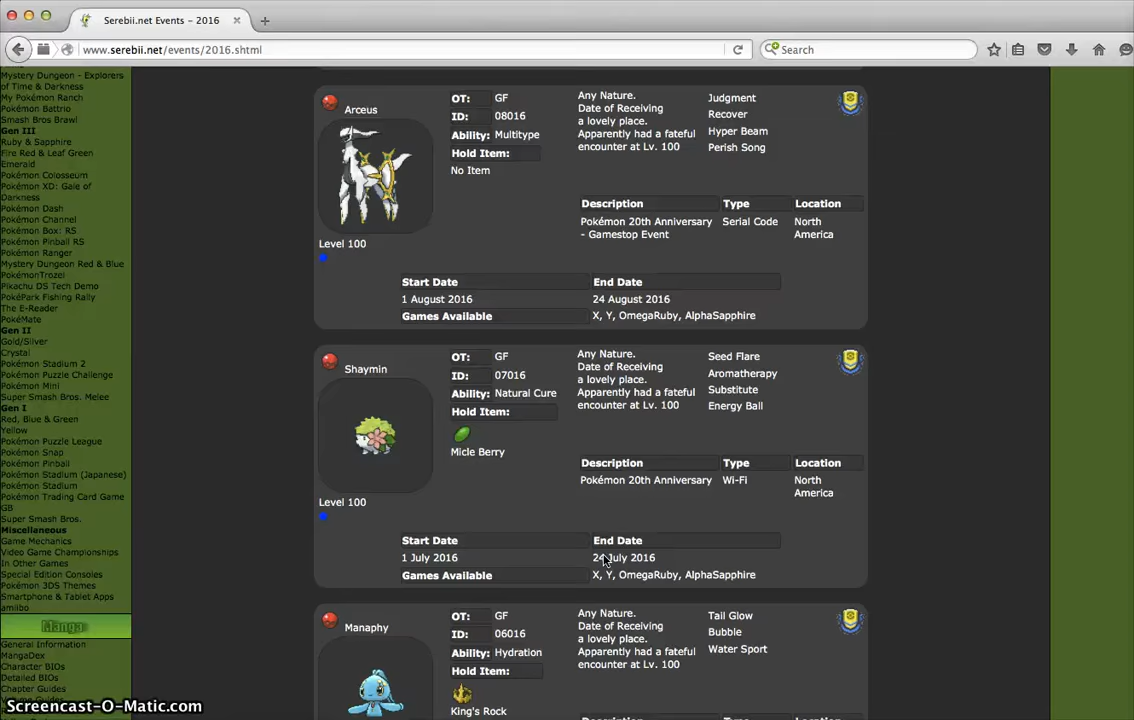 Serebii.net Events - 2016
www.serebii.net/events/2016.shtml
Search
Mystery Dungeon - Explorers
of Time & Darkness
My Pokémon Ranch
Pokémon Battrio
Smash Bros Brawl
Gen III
Ruby & Sapphire
Fire Red & Leaf Green
Emerald
Pokémon Colosseum
Pokémon XD: Gale of
Darkness
Pokémon Dash
Pokémon Channel
Pokémon Box: RS
Pokémon Pinball RS
Pokémon Ranger
Mystery Dungeon Red & Blue
PokémonTrozei
Pikachu DS Tech Demo
PokéPark Fishing Rally
The E-Reader
PokéMate
Gen II
Gold/Silver
Crystal
Pokémon Stadium 2
Pokémon Puzzle Challenge
Pokémon Mini
Super Smash Bros. Melee
Gen I
Red, Blue & Green
Yellow
Pokémon Puzzle League
Pokémon Snap
Pokémon Pinball
Pokémon Stadium (Japanese)
Pokémon Stadium
Pokémon Trading Card Game
GB
Super Smash Bros.
Miscellaneous
Game Mechanics
Video Game Championships
In Other Games
Special Edition Consoles
Pokémon 3DS Themes
Smartphone & Tablet Apps
amiibo
Manga
General Information
MangaDex
Character BIOs
Detailed BIOs
Chapter Guides
Arceus
Level 100
OT: GF
ID: 08016
Ability: Multitype
Hold Item:
No Item
Any Nature.
Date of Receiving
a lovely place.
Apparently had a fateful
encounter at Lv. 100
Judgment
Recover
Hyper Beam
Perish Song
Description Type Location
Pokémon 20th Anniversary Serial Code North
- Gamestop Event America
Start Date End Date
1 August 2016 24 August 2016
Games Available X, Y, OmegaRuby, AlphaSapphire
Shaymin
Level 100
OT: GF
ID: 07016
Ability: Natural Cure
Hold Item:
Micle Berry
Any Nature.
Date of Receiving
a lovely place.
Apparently had a fateful
encounter at Lv. 100
Seed Flare
Aromatherapy
Substitute
Energy Ball
Description Type Location
Pokémon 20th Anniversary Wi-Fi North
America
Start Date End Date
1 July 2016 24 July 2016
Games Available X, Y, OmegaRuby, AlphaSapphire
Manaphy
OT: GF
ID: 06016
Ability: Hydration
Hold Item:
King's Rock
Any Nature.
Date of Receiving
a lovely place.
Apparently had a fateful
encounter at Lv. 100
Tail Glow
Bubble
Water Sport
Screencast-O-Matic.com